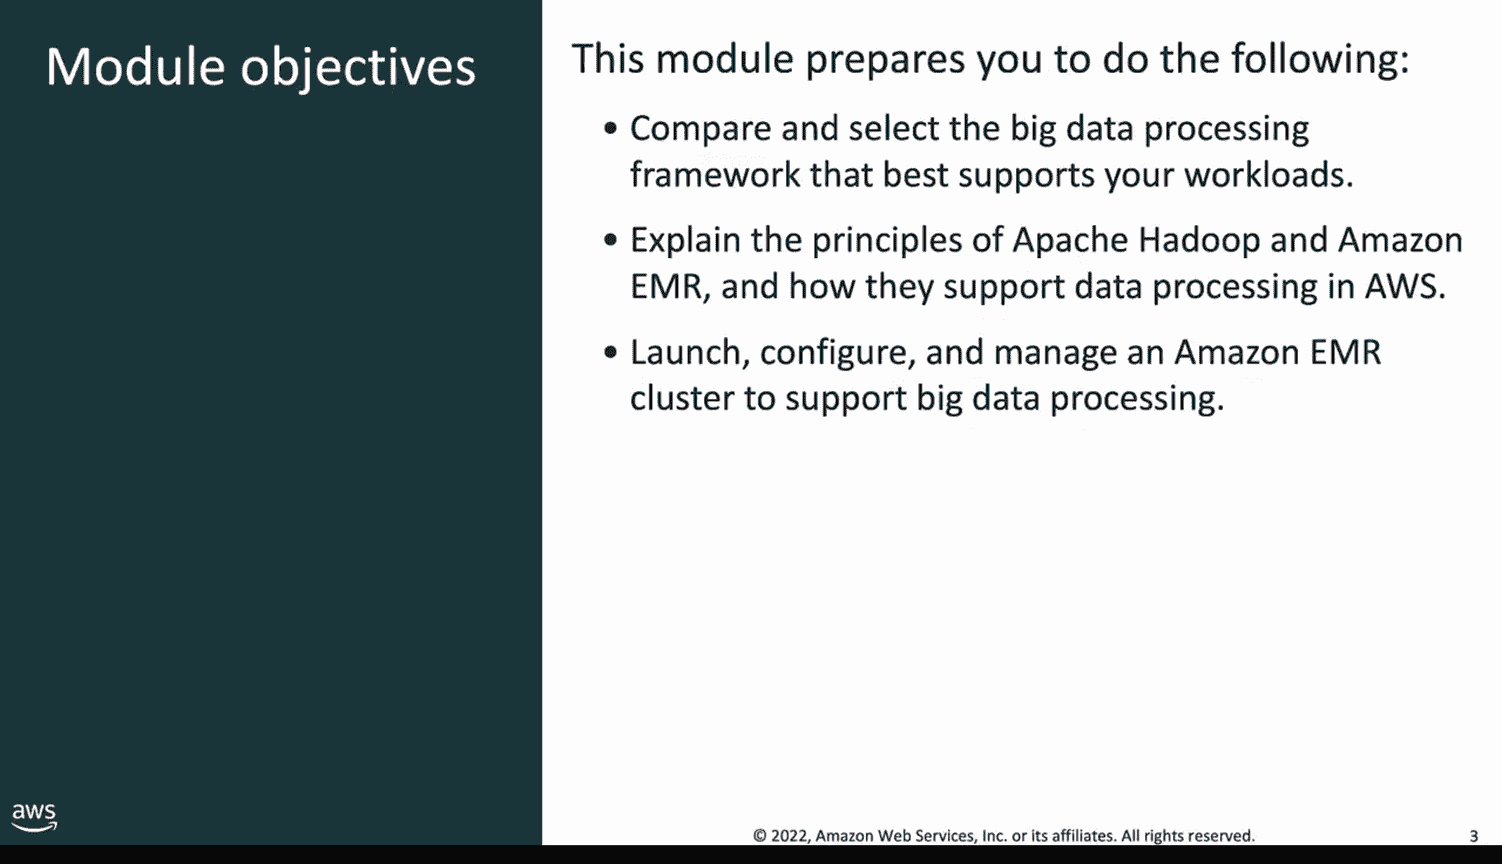 Module objectives
This module prepares you to do the following:
• Compare and select the big data processing
framework that best supports your workloads.
• Explain the principles of Apache Hadoop and Amazon
EMR, and how they support data processing in AWS.
• Launch, configure, and manage an Amazon EMR
cluster to support big data processing.
aws
© 2022, Amazon Web Services, Inc. or its affiliates. All rights reserved.
3